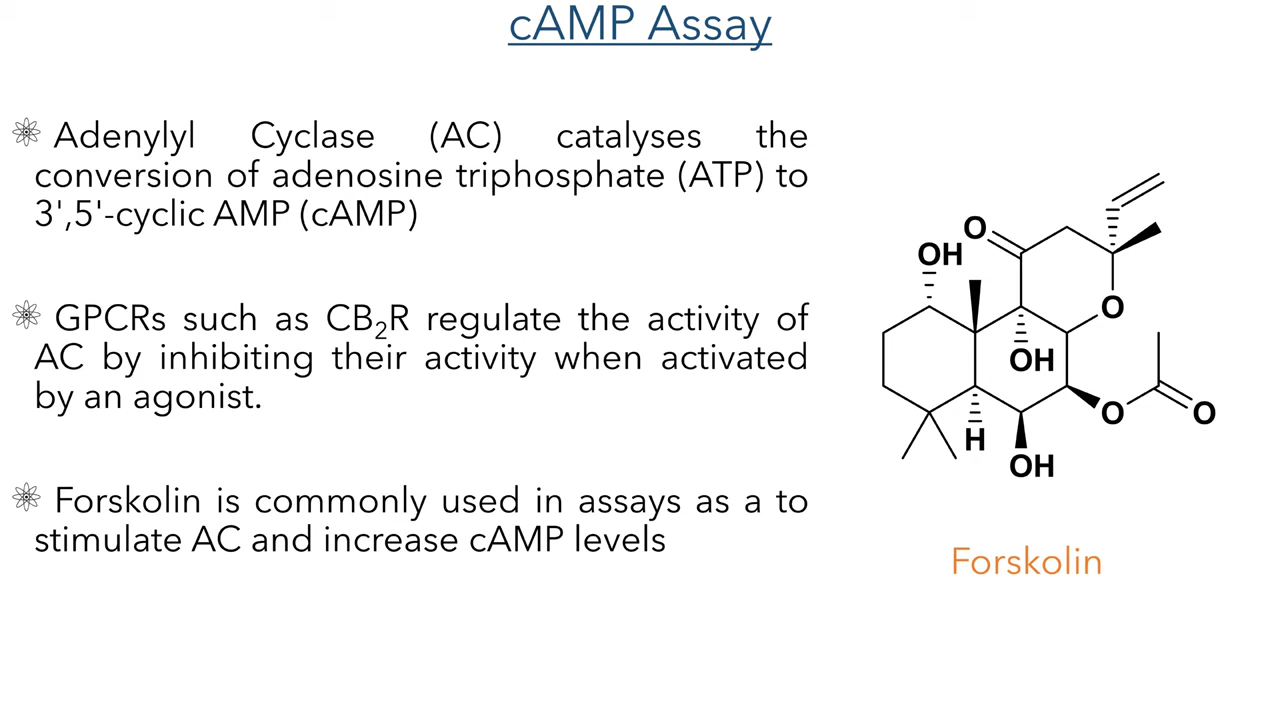 cAMP Assay
Adenylyl Cyclase (AC) catalyses the
conversion of adenosine triphosphate (ATP) to
3',5'-cyclic AMP (cAMP)
GPCRs such as CB₂R regulate the activity of
AC by inhibiting their activity when activated
by an agonist.
Forskolin is commonly used in assays as a to
stimulate AC and increase cAMP levels
O
OH
O
OH
O
O
H
OH
Forskolin